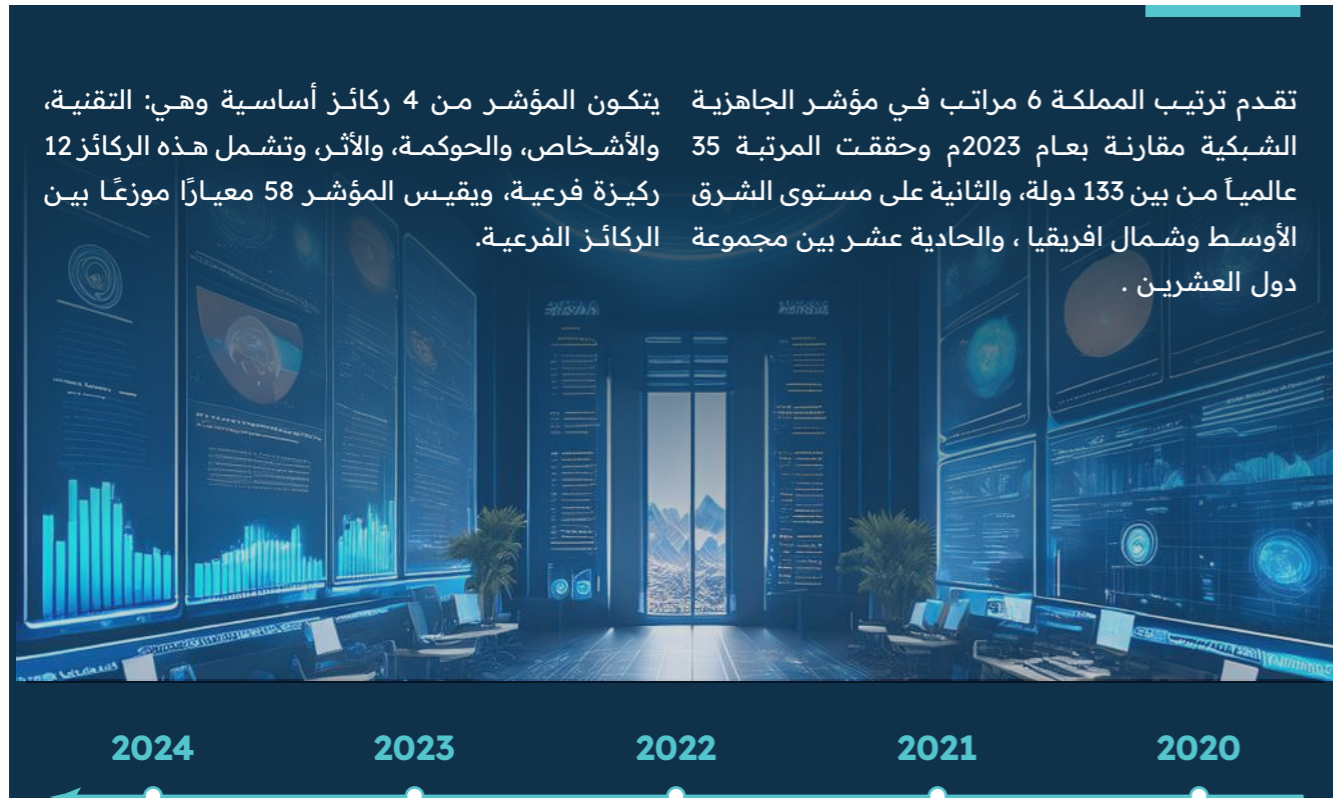 تقدم ترتيب المملكة 6 مراتب في مؤشر الجاهزية
الشبكية مقارنة بعام 2023م وحققت المرتبة 35
عالمياً من بين 133 دولة، والثانية على مستوى الشرق
الأوسط وشمال افريقيا ، والحادية عشر بين مجموعة
دول العشرين .
يتكون المؤشر من 4 ركائز أساسية وهي: التقنية،
والأشخاص، والحوكمة، والأثر، وتشمل هذه الركائز 12
ركيزة فرعية، ويقيس المؤشر 58 معيارًا موزعًا بين
الركائز الفرعية.
2020
2021
2022
2023
2024